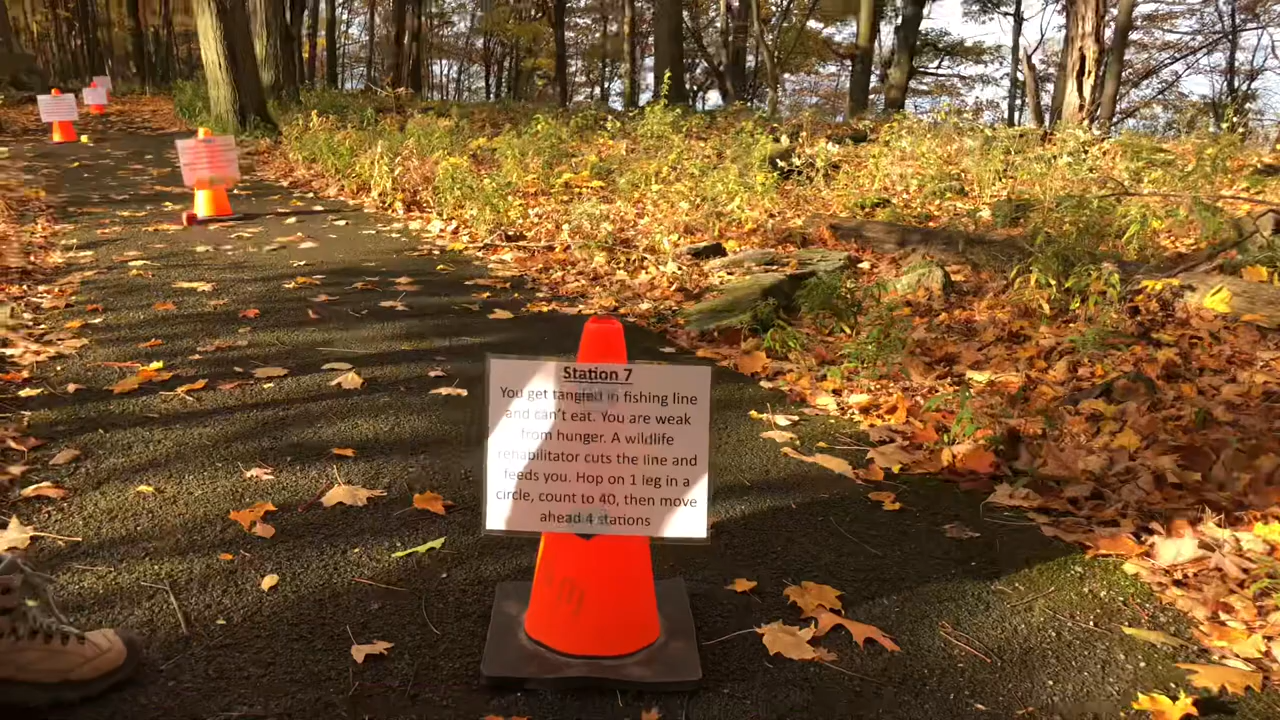 Station 7
You get tangled in fishing line
and can't eat. You are weak
from hunger. A wildlife
rehabilitator cuts the line and
feeds you. Hop on 1 leg in a
circle, count to 40, then move
ahead 4 stations